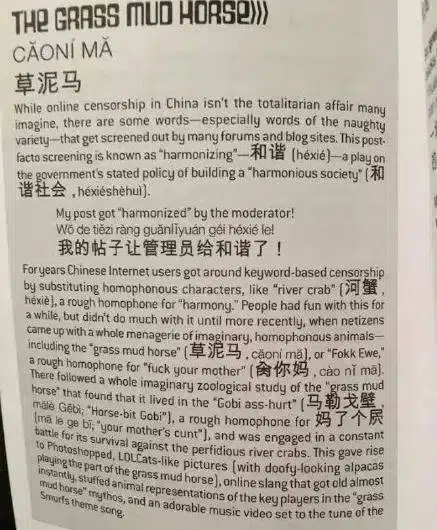 THE GRASS MUD HORSE)))
CĂONÍ MĂ
草泥马
While online censorship in China isn't the totalitarian affair many
imagine, there are some words—especially words of the naughty
variety—that get screened out by many forums and blog sites. This post-
facto screening is known as "harmonizing"—和谐 (héxié)—a play on
the government's stated policy of building a "harmonious society" (和
谐社会, héxiéshèhuì).
My post got "harmonized" by the moderator!
Wŏ de tiĕzi ràng guănlĭyuán gĕi héxié le!
我的帖子让管理员给和谐了！
For years Chinese Internet users got around keyword-based censorship
by substituting homophonous characters, like "river crab" (河蟹,
héxiè), a rough homophone for "harmony." People had fun with this for
a while, but didn't do much with it until more recently, when netizens
came up with a whole menagerie of imaginary, homophonous animals—
including the "grass mud horse" (草泥马, căoní mă), or "Fokk Ewe,"
a rough homophone for "fuck your mother" (肏你妈, cào nĭ mā).
There followed a whole imaginary zoological study of the "grass mud
horse" that found that it lived in the "Gobi ass-hurt" (马勒戈壁,
mălè Gēbì; "Horse-bit Gobi"), a rough homophone for 妈了个屄
(mā le ge bī; "your mother's cunt"), and was engaged in a constant
battle for its survival against the perfidious river crabs. This gave rise
to Photoshopped, LOLCats-like pictures (with doofy-looking alpacas
playing the part of the grass mud horse), online slang that got old almost
instantly, stuffed animal representations of the key players in the "grass
mud horse" mythos, and an adorable music video set to the tune of the
Smurfs theme song.